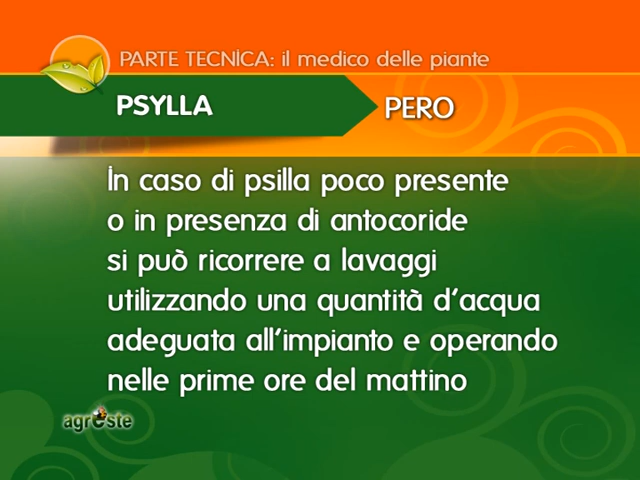 PARTE TECNICA: il medico delle piante
PSYLLA
PERO
In caso di psilla poco presente
o in presenza di antocoride
si può ricorrere a lavaggi
utilizzando una quantità d'acqua
adeguata all'impianto e operando
nelle prime ore del mattino
agreste